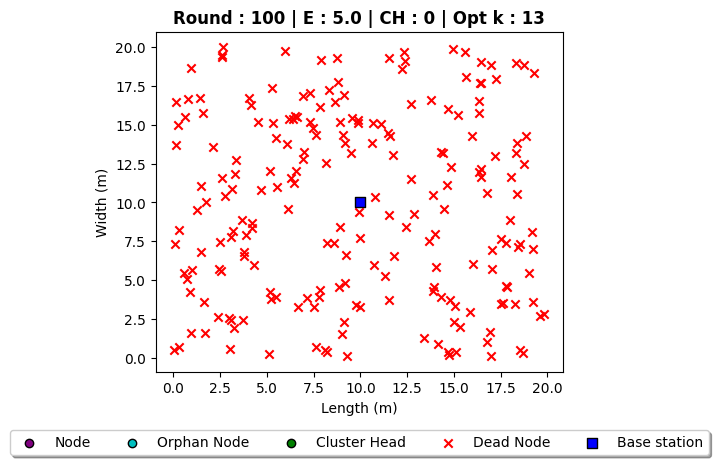 Round : 100 | E : 5.0 | CH : 0 | Opt k : 13
20.0
17.5
15.0
12.5
10.0
7.5
5.0
2.5
0.0
Width (m)
0.0 2.5 5.0 7.5 10.0 12.5 15.0 17.5 20.0
Length (m)
Node Orphan Node Cluster Head Dead Node Base station